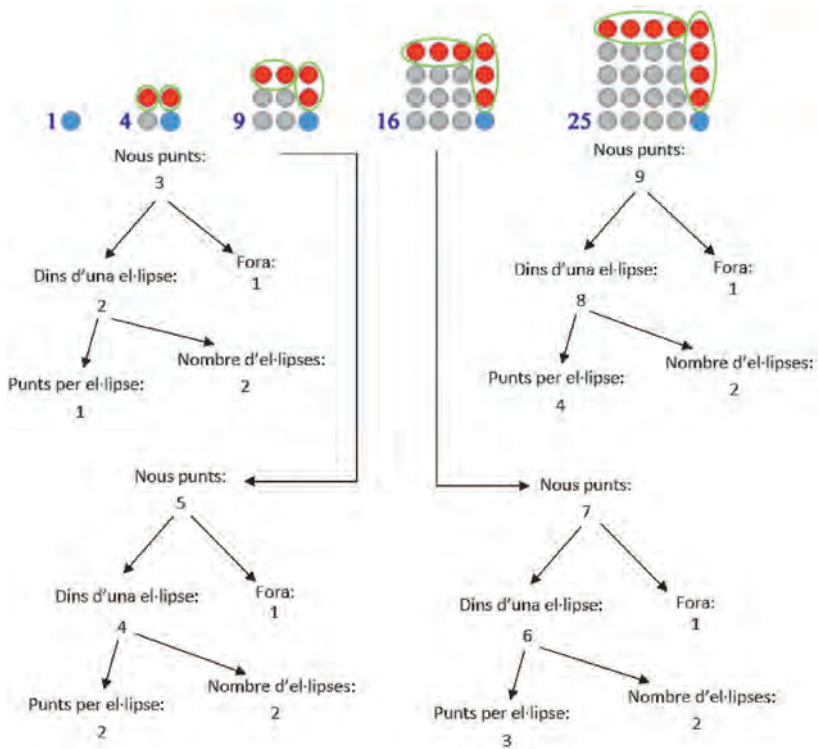 1 4 9 16 25
Nous punts:
3
Dins d'una el·lipse:
2
Fora:
1
Punts per el·lipse:
1
Nombre d'el·lipses:
2
Nous punts:
9
Dins d'una el·lipse:
8
Fora:
1
Punts per el·lipse:
4
Nombre d'el·lipses:
2
Nous punts:
5
Dins d'una el·lipse:
4
Fora:
1
Punts per el·lipse:
2
Nombre d'el·lipses:
2
Nous punts:
7
Dins d'una el·lipse:
6
Fora:
1
Punts per el·lipse:
3
Nombre d'el·lipses:
2